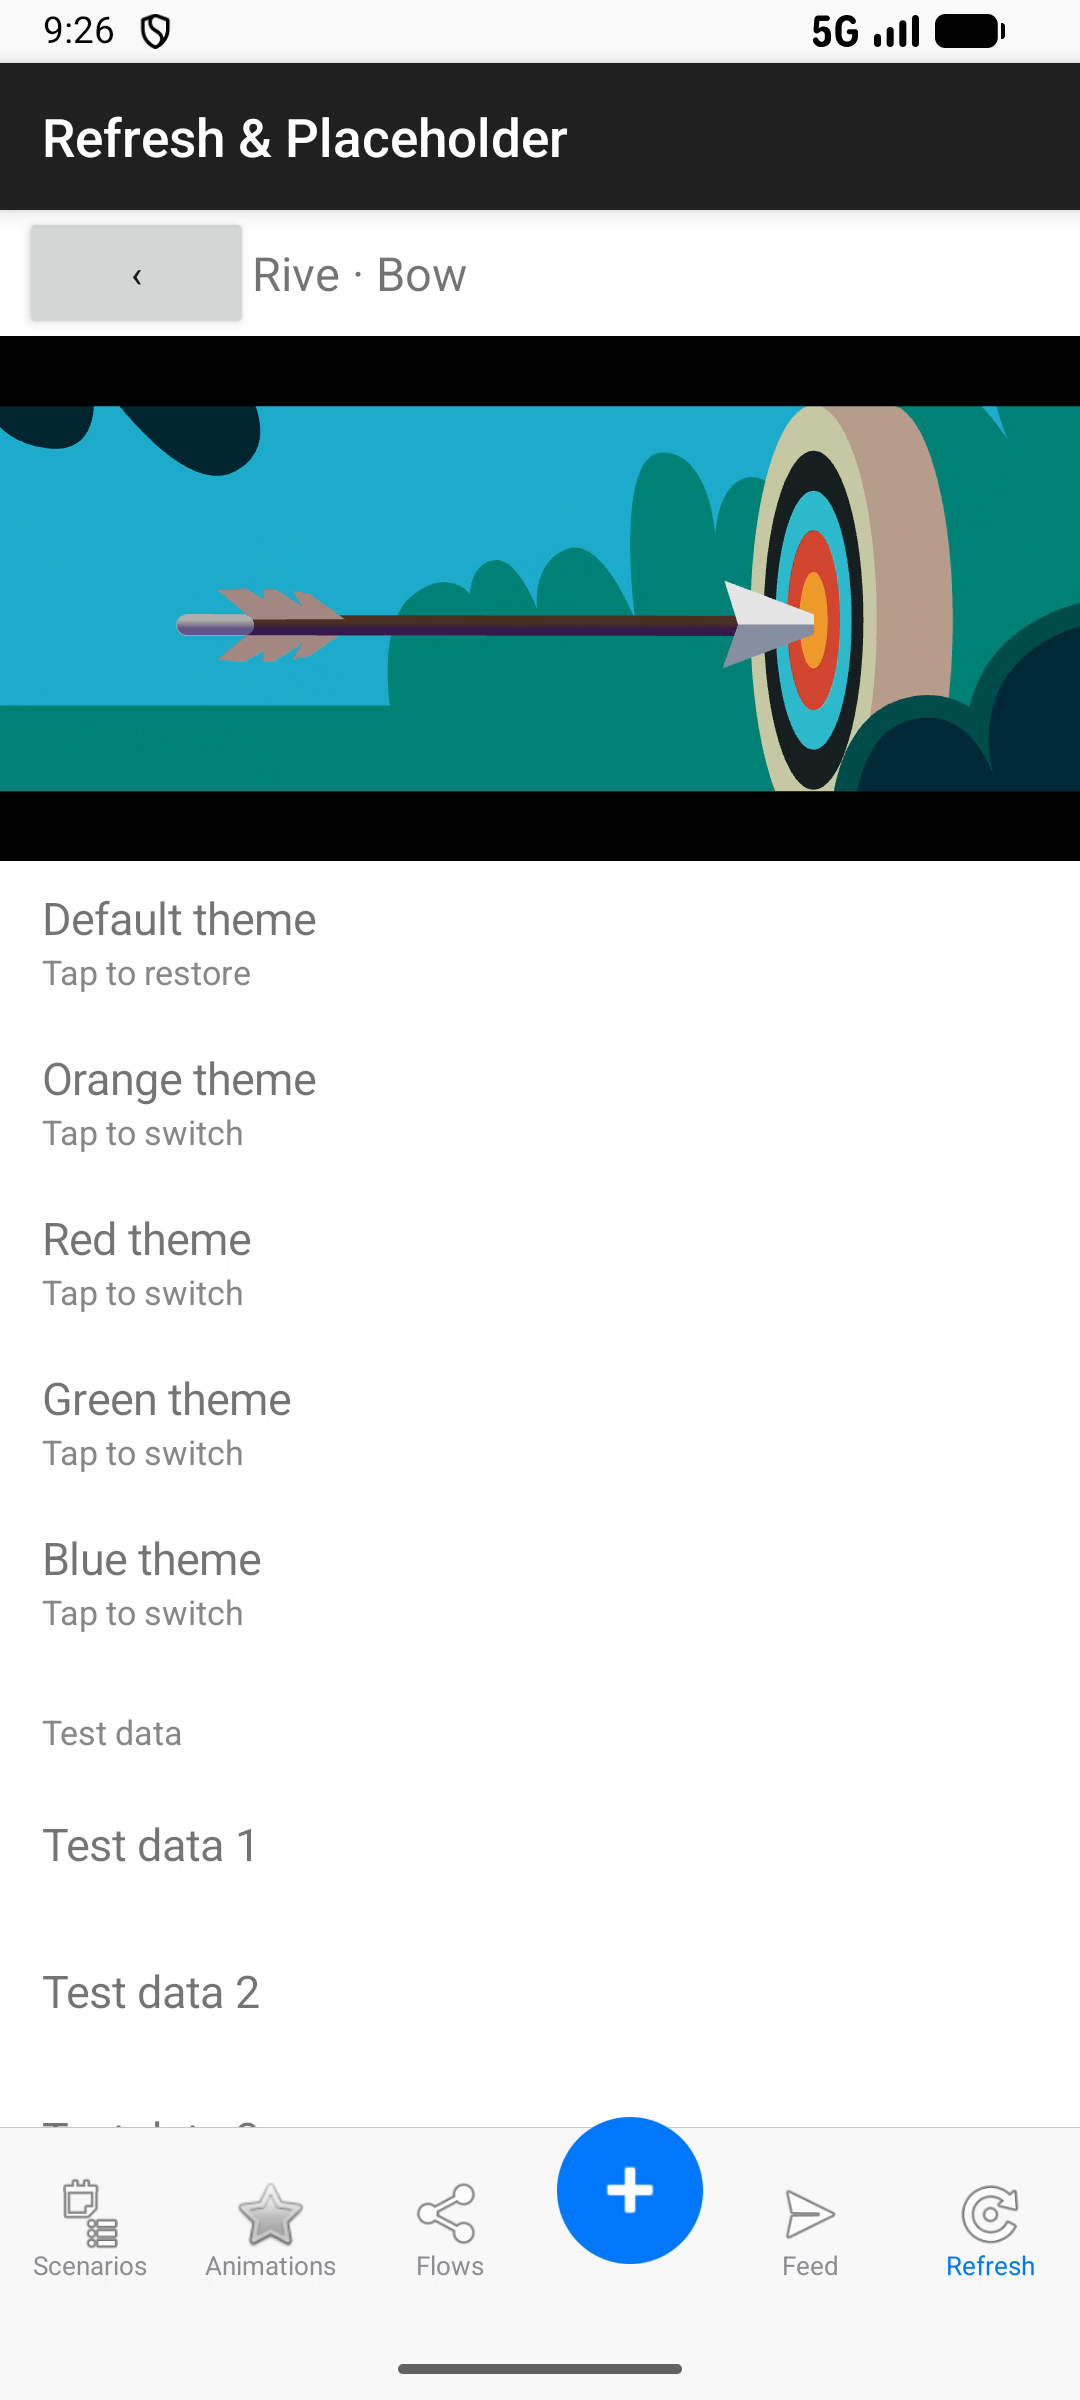 9:26
5G
Refresh & Placeholder
‹
Rive · Bow
Default theme
Tap to restore
Orange theme
Tap to switch
Red theme
Tap to switch
Green theme
Tap to switch
Blue theme
Tap to switch
Test data
Test data 1
Test data 2
Scenarios
Animations
Flows
Feed
Refresh